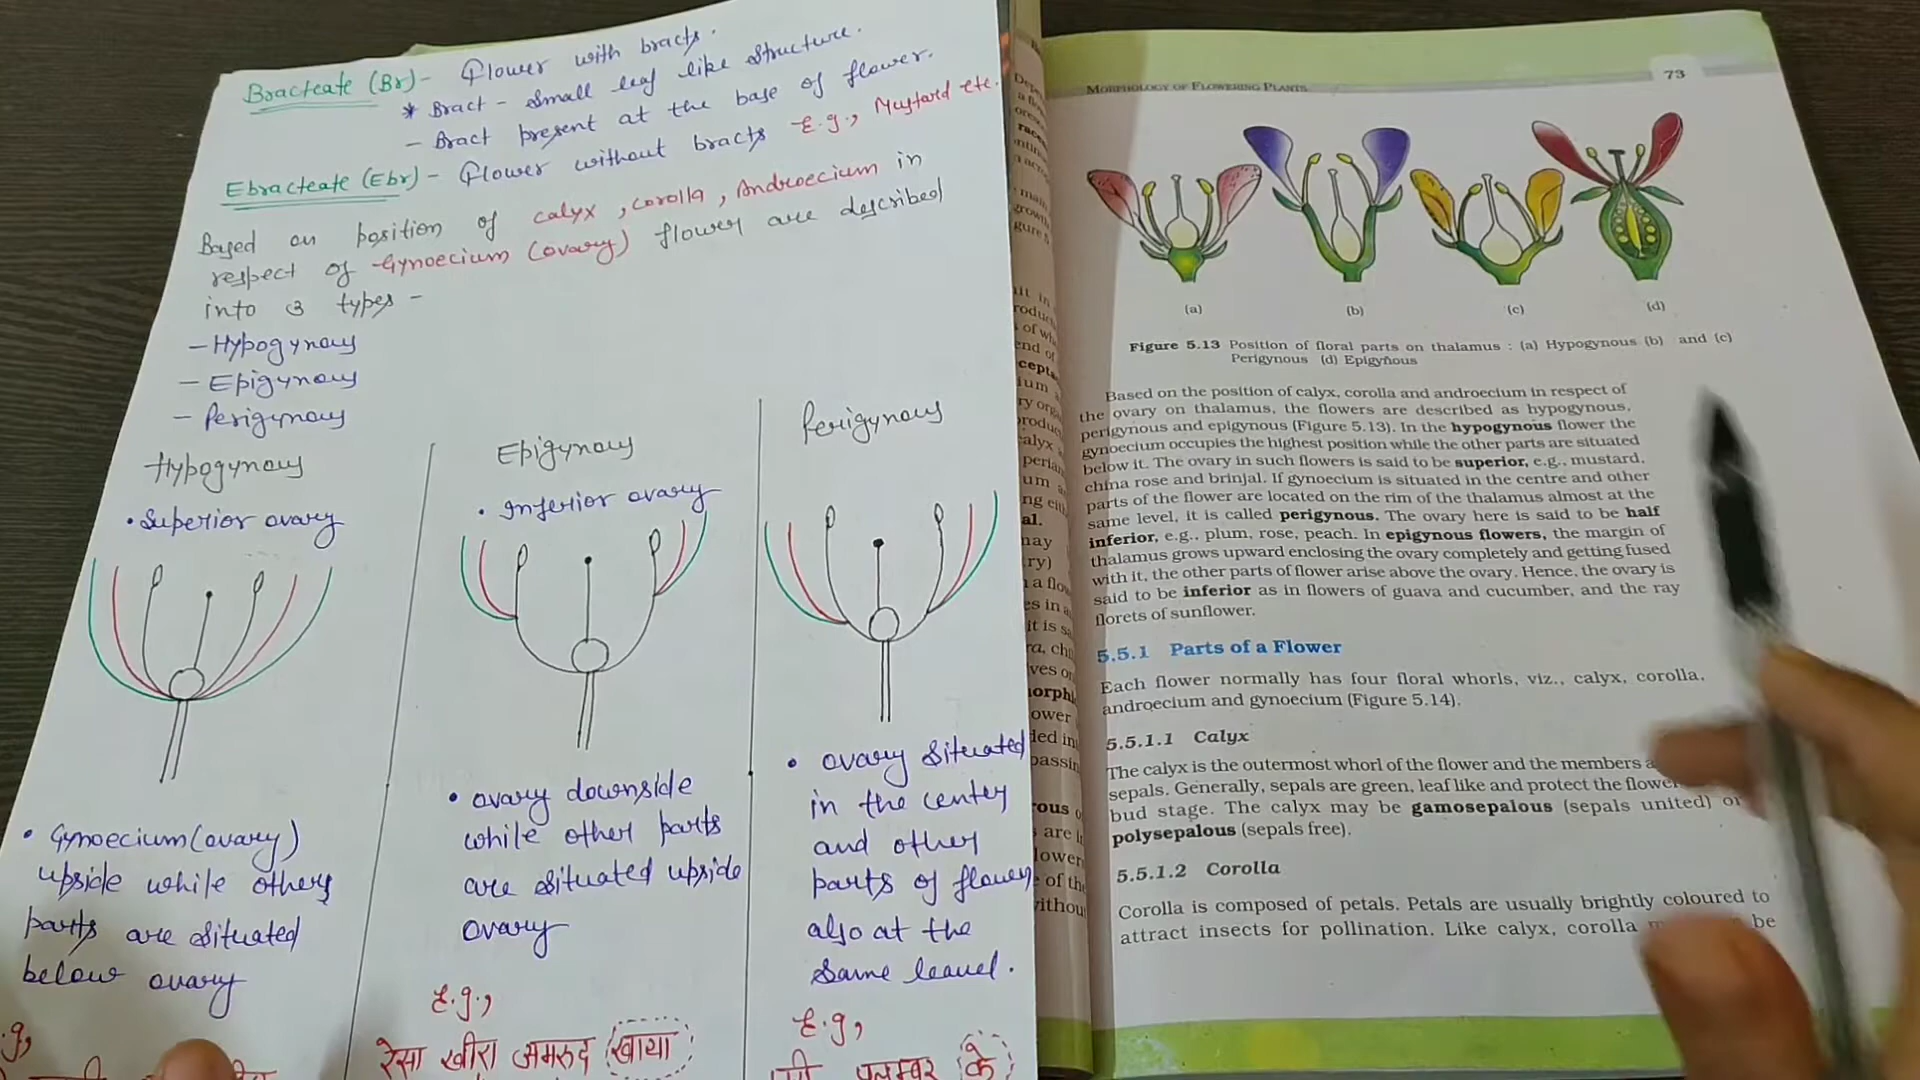 Bracteate (Br)- Flower with bracts.
* Bract - Small leaf like structure.
- Bract present at the base of flower.
Ebracteate (Ebr) - Flower without bracts E.g., Mustard etc.
Based on position of calyx, corolla, Androecium in
respect of Gynoecium (ovary) flower are described
into 3 types -
- Hypogynous
- Epigynous
- Perigynous
Hypogynous
• Superior ovary
• Gynoecium (ovary)
upside while others
parts are situated
below ovary
.g,
Epigynous
• Inferior ovary
• ovary downside
while other parts
are situated upside
ovary
E.g.,
रेसा खीरा अमरुद खाया
Perigynous
• ovary situated
in the center
and other
parts of flower
also at the
same leavel.
E.g,
पलम्बर के
MORPHOLOGY OF FLOWERING PLANTS
73
(a) (b) (c) (d)
Figure 5.13 Position of floral parts on thalamus : (a) Hypogynous (b) and (c)
Perigynous (d) Epigynous
Based on the position of calyx, corolla and androecium in respect of
the ovary on thalamus, the flowers are described as hypogynous,
perigynous and epigynous (Figure 5.13). In the hypogynous flower the
gynoecium occupies the highest position while the other parts are situated
below it. The ovary in such flowers is said to be superior, e.g., mustard,
china rose and brinjal. If gynoecium is situated in the centre and other
parts of the flower are located on the rim of the thalamus almost at the
same level, it is called perigynous. The ovary here is said to be half
inferior, e.g., plum, rose, peach. In epigynous flowers, the margin of
thalamus grows upward enclosing the ovary completely and getting fused
with it, the other parts of flower arise above the ovary. Hence, the ovary is
said to be inferior as in flowers of guava and cucumber, and the ray
florets of sunflower.
5.5.1 Parts of a Flower
Each flower normally has four floral whorls, viz., calyx, corolla,
androecium and gynoecium (Figure 5.14).
5.5.1.1 Calyx
The calyx is the outermost whorl of the flower and the members
sepals. Generally, sepals are green, leaf like and protect the flower
bud stage. The calyx may be gamosepalous (sepals united) or
polysepalous (sepals free).
5.5.1.2 Corolla
Corolla is composed of petals. Petals are usually brightly coloured to
attract insects for pollination. Like calyx, corolla be